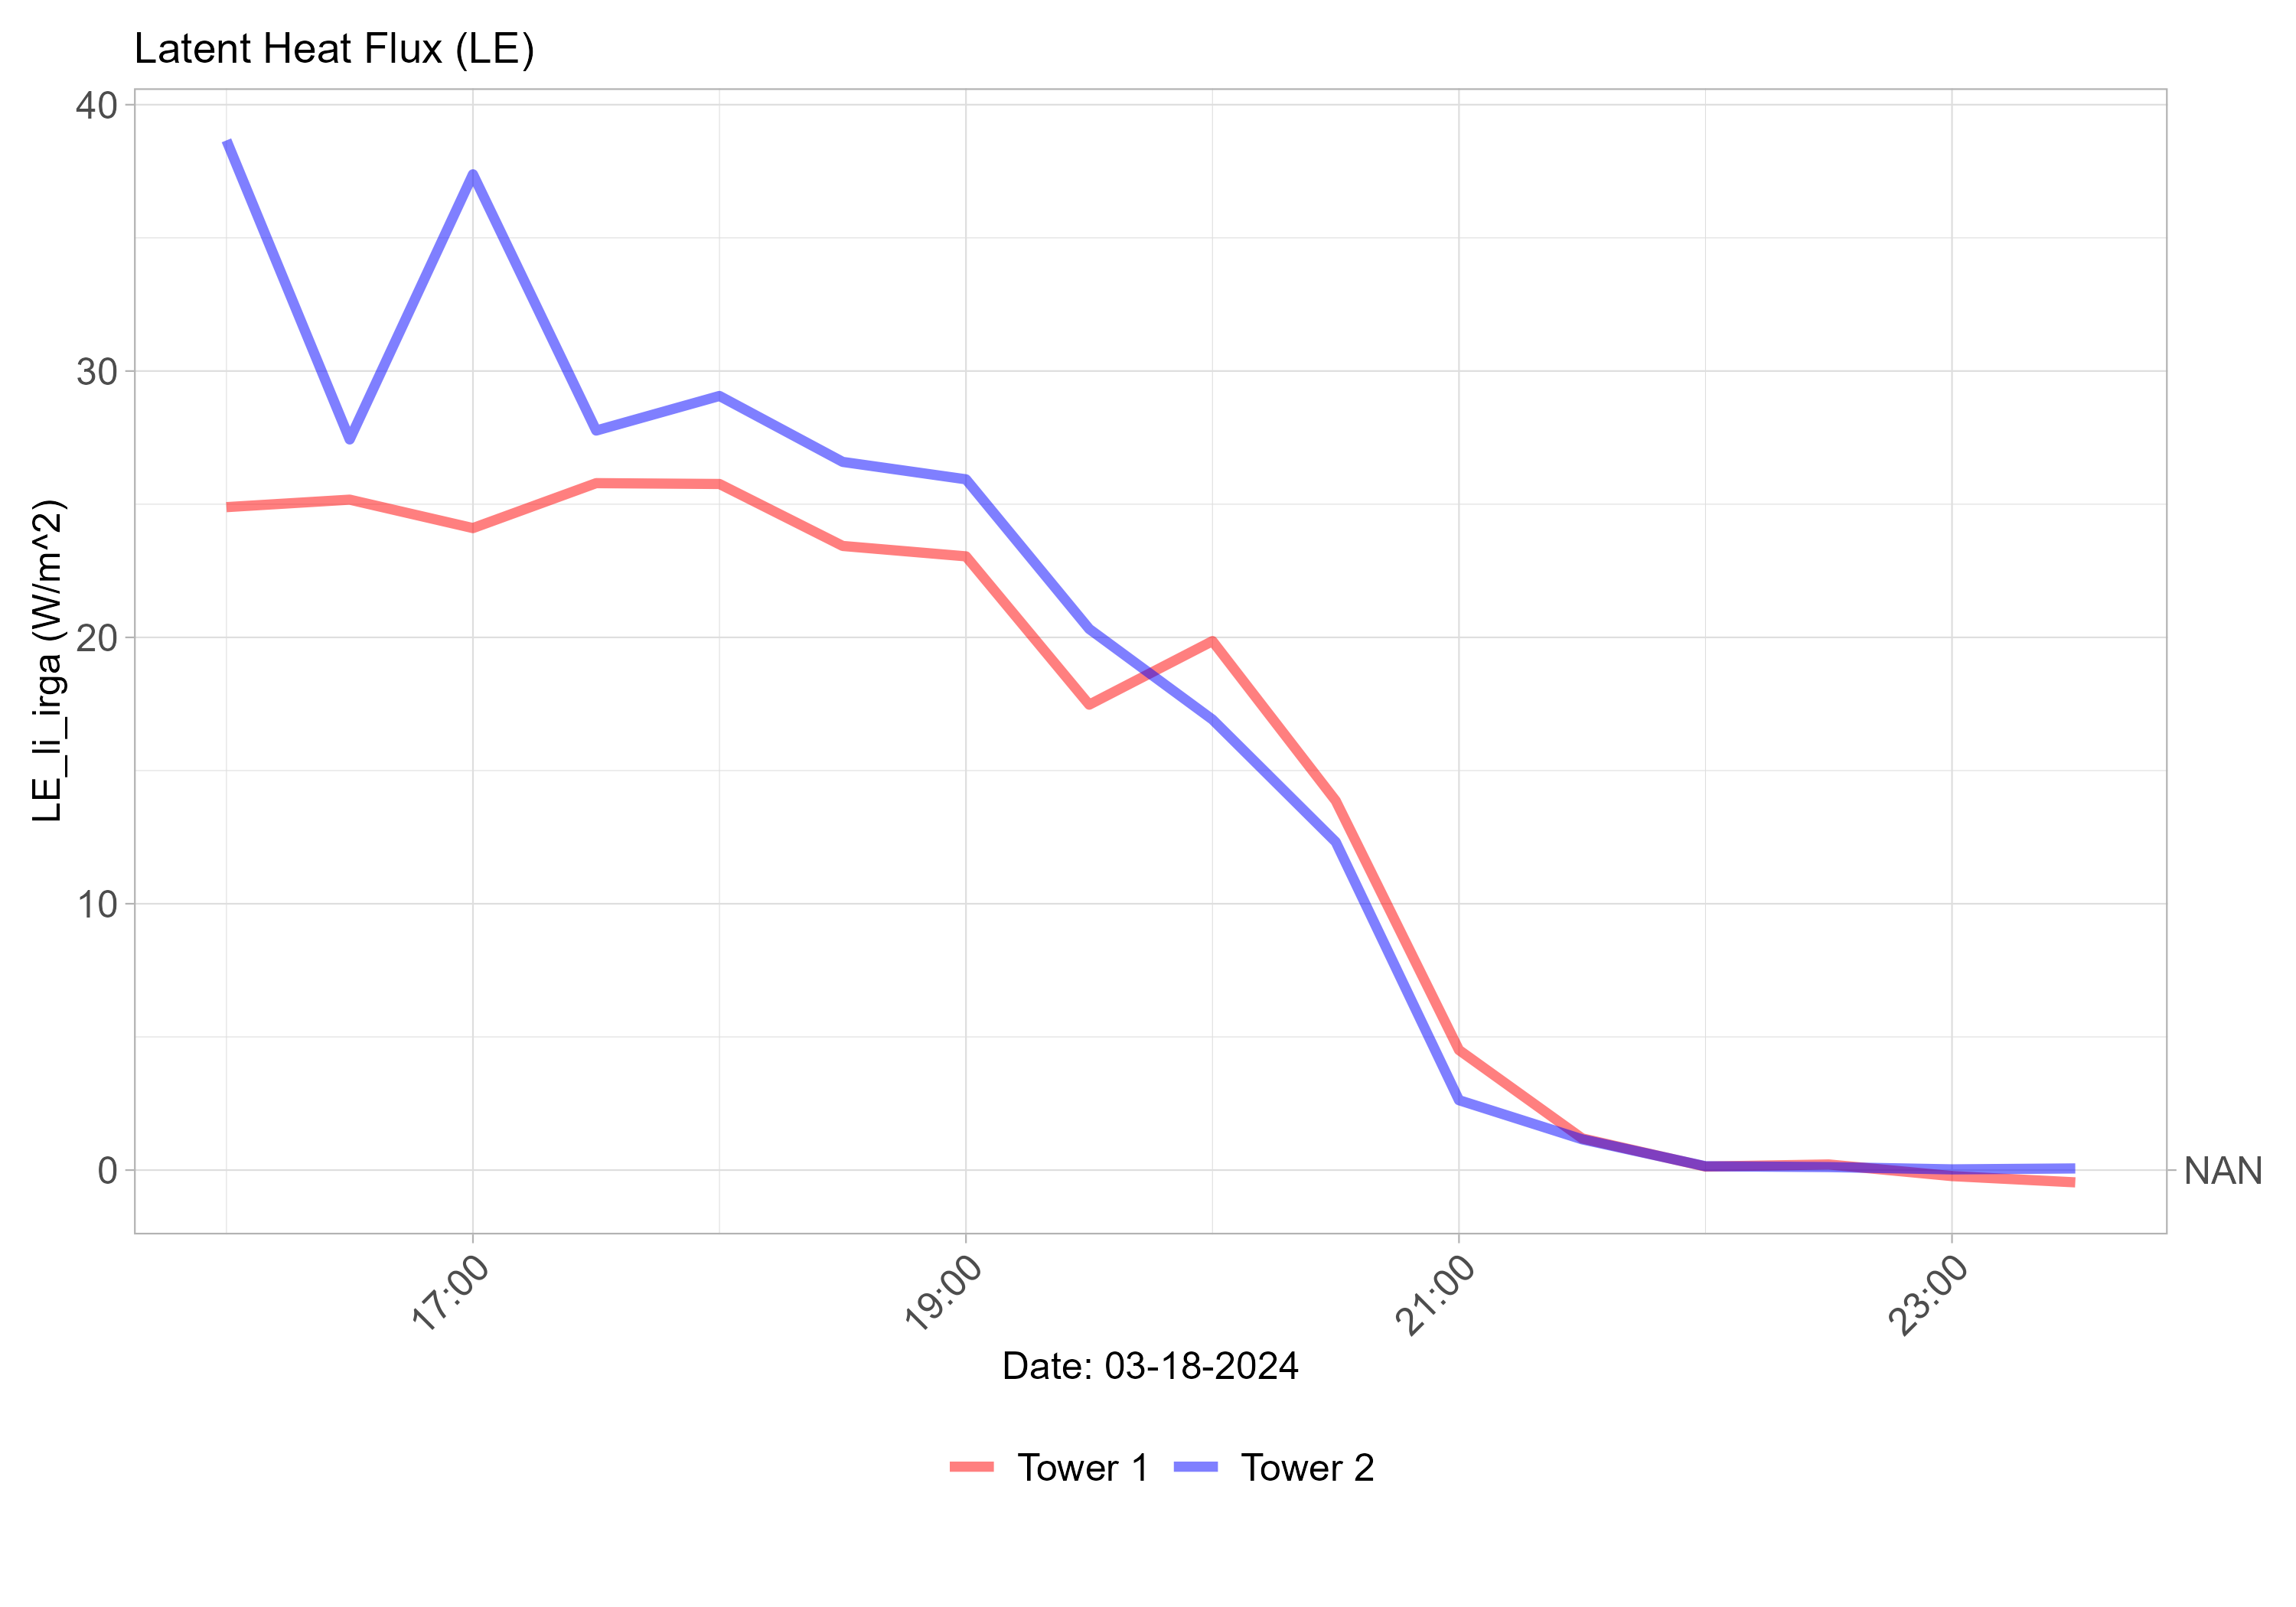 Latent Heat Flux (LE)
LE_li_irga (W/m^2)
40
30
20
10
0
NAN
17:00
19:00
21:00
23:00
Date: 03-18-2024
Tower 1
Tower 2